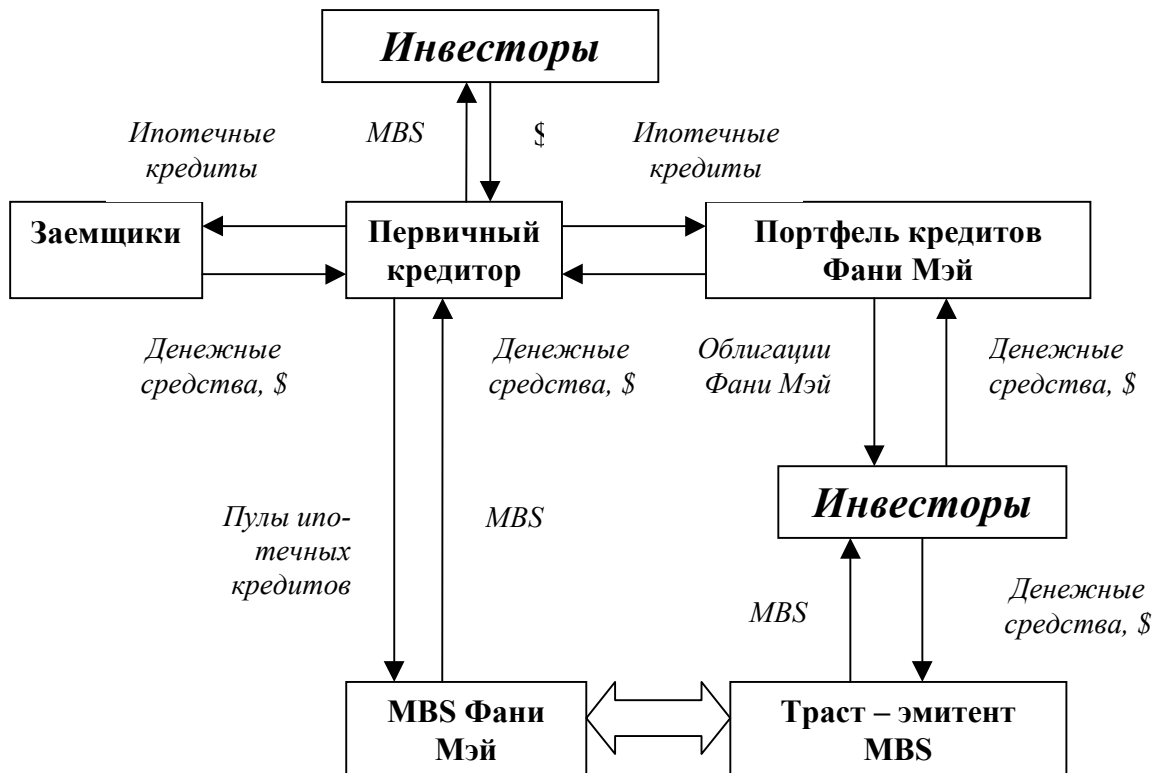 Инвесторы
Ипотечные
кредиты
MBS
$
Ипотечные
кредиты
Заемщики
Первичный
кредитор
Портфель кредитов
Фани Мэй
Денежные
средства, $
Денежные
средства, $
Облигации
Фани Мэй
Денежные
средства, $
Инвесторы
Пулы ипо-
течных
кредитов
MBS
MBS
Денежные
средства, $
MBS Фани
Мэй
Траст – эмитент
MBS